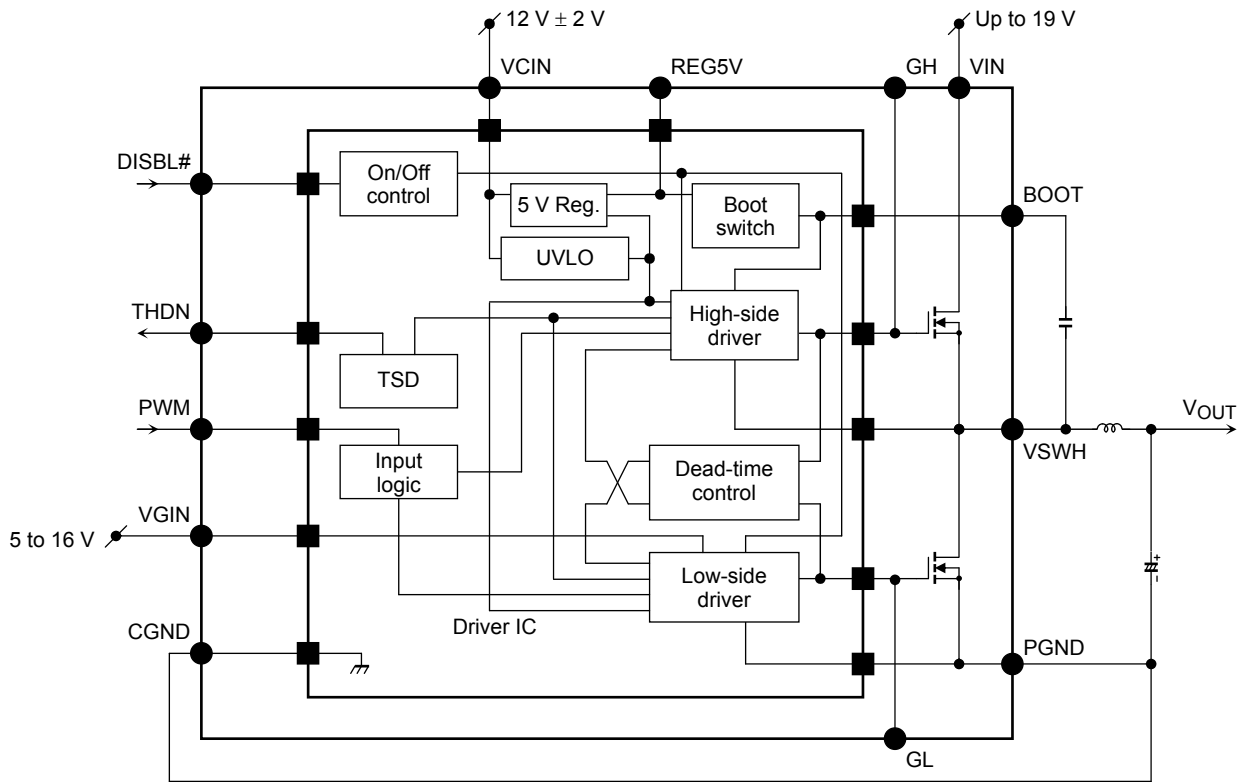 12 V ± 2 V
Up to 19 V
VCIN
REG5V
GH
VIN
DISBL#
On/Off
control
5 V Reg.
Boot
switch
BOOT
UVLO
THDN
High-side
driver
TSD
PWM
VOUT
Input
logic
Dead-time
control
VSWH
VGIN
5 to 16 V
Low-side
driver
+
-
CGND
Driver IC
PGND
GL